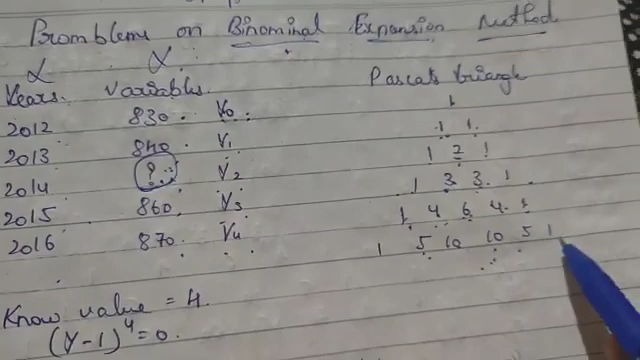 Bromblems on Binominal Expansion Method
Years. Variables. Pascal's triangle
1
2012 830. Y0 1 1
2013 840. Y1 1 2 1
2014 ? Y2 1 3 3 1
2015 860. Y3 1 4 6 4 1
2016 870. Y4 1 5 10 10 5 1
Know value = 4.
(Y-1)^4 = 0.